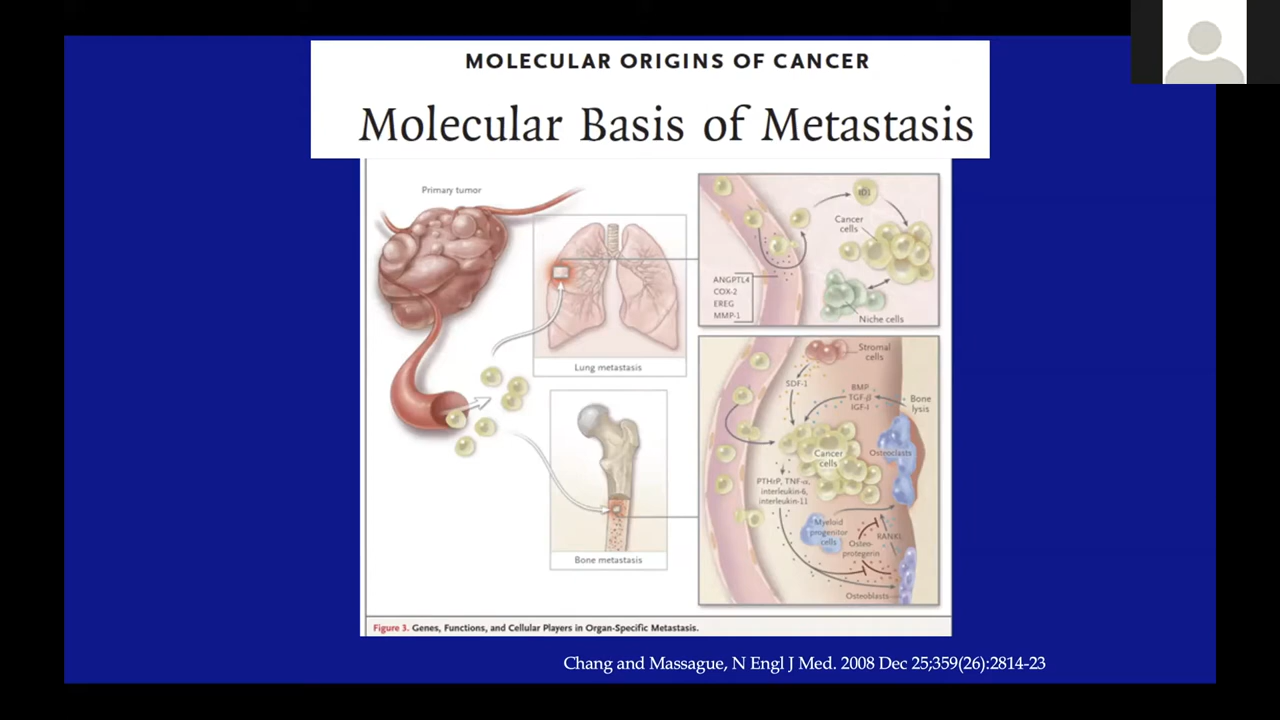 MOLECULAR ORIGINS OF CANCER
Molecular Basis of Metastasis
Primary tumor
Lung metastasis
Bone metastasis
ID1
Cancer
cells
ANGPTL4
COX-2
EREG
MMP-1
Niche cells
Stromal
cells
SDF-1
BMP
TGF-β
IGF-I
Bone
lysis
Osteoclasts
Cancer
cells
PTHrP, TNF-α,
interleukin-6,
interleukin-11
Myeloid
progenitor
cells
Osteo-
protegerin
RANKL
Osteoblasts
Figure 3. Genes, Functions, and Cellular Players in Organ-Specific Metastasis.
Chang and Massague, N Engl J Med. 2008 Dec 25;359(26):2814-23